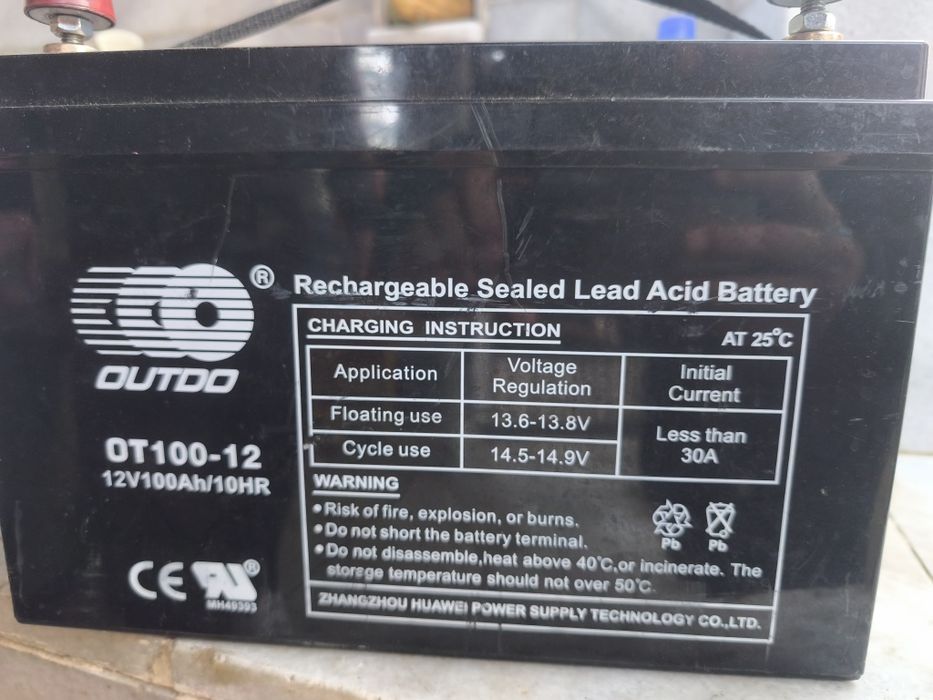 ®
OUTDO
OT100-12
12V100Ah/10HR
CE ®
MH49393
Rechargeable Sealed Lead Acid Battery
CHARGING INSTRUCTION AT 25°C
Application Voltage Regulation Initial Current
Floating use 13.6-13.8V Less than 30A
Cycle use 14.5-14.9V
WARNING
•Risk of fire, explosion, or burns.
•Do not short the battery terminal.
•Do not disassemble,heat above 40°C,or incinerate. The
storage temperature should not over 50°C.
Pb Pb
ZHANGZHOU HUAWEI POWER SUPPLY TECHNOLOGY CO.,LTD.